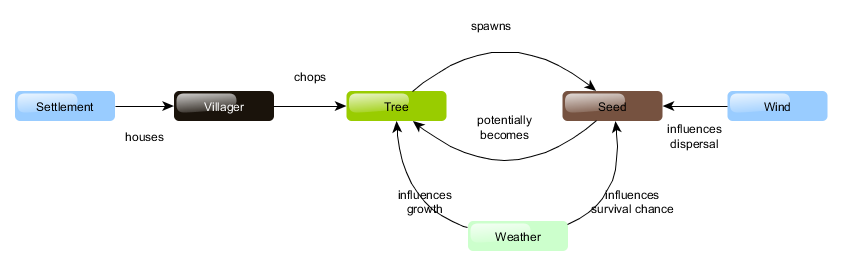 spawns
chops
Settlement
Villager
Tree
Seed
Wind
houses
potentially
becomes
influences
dispersal
influences
growth
influences
survival chance
Weather